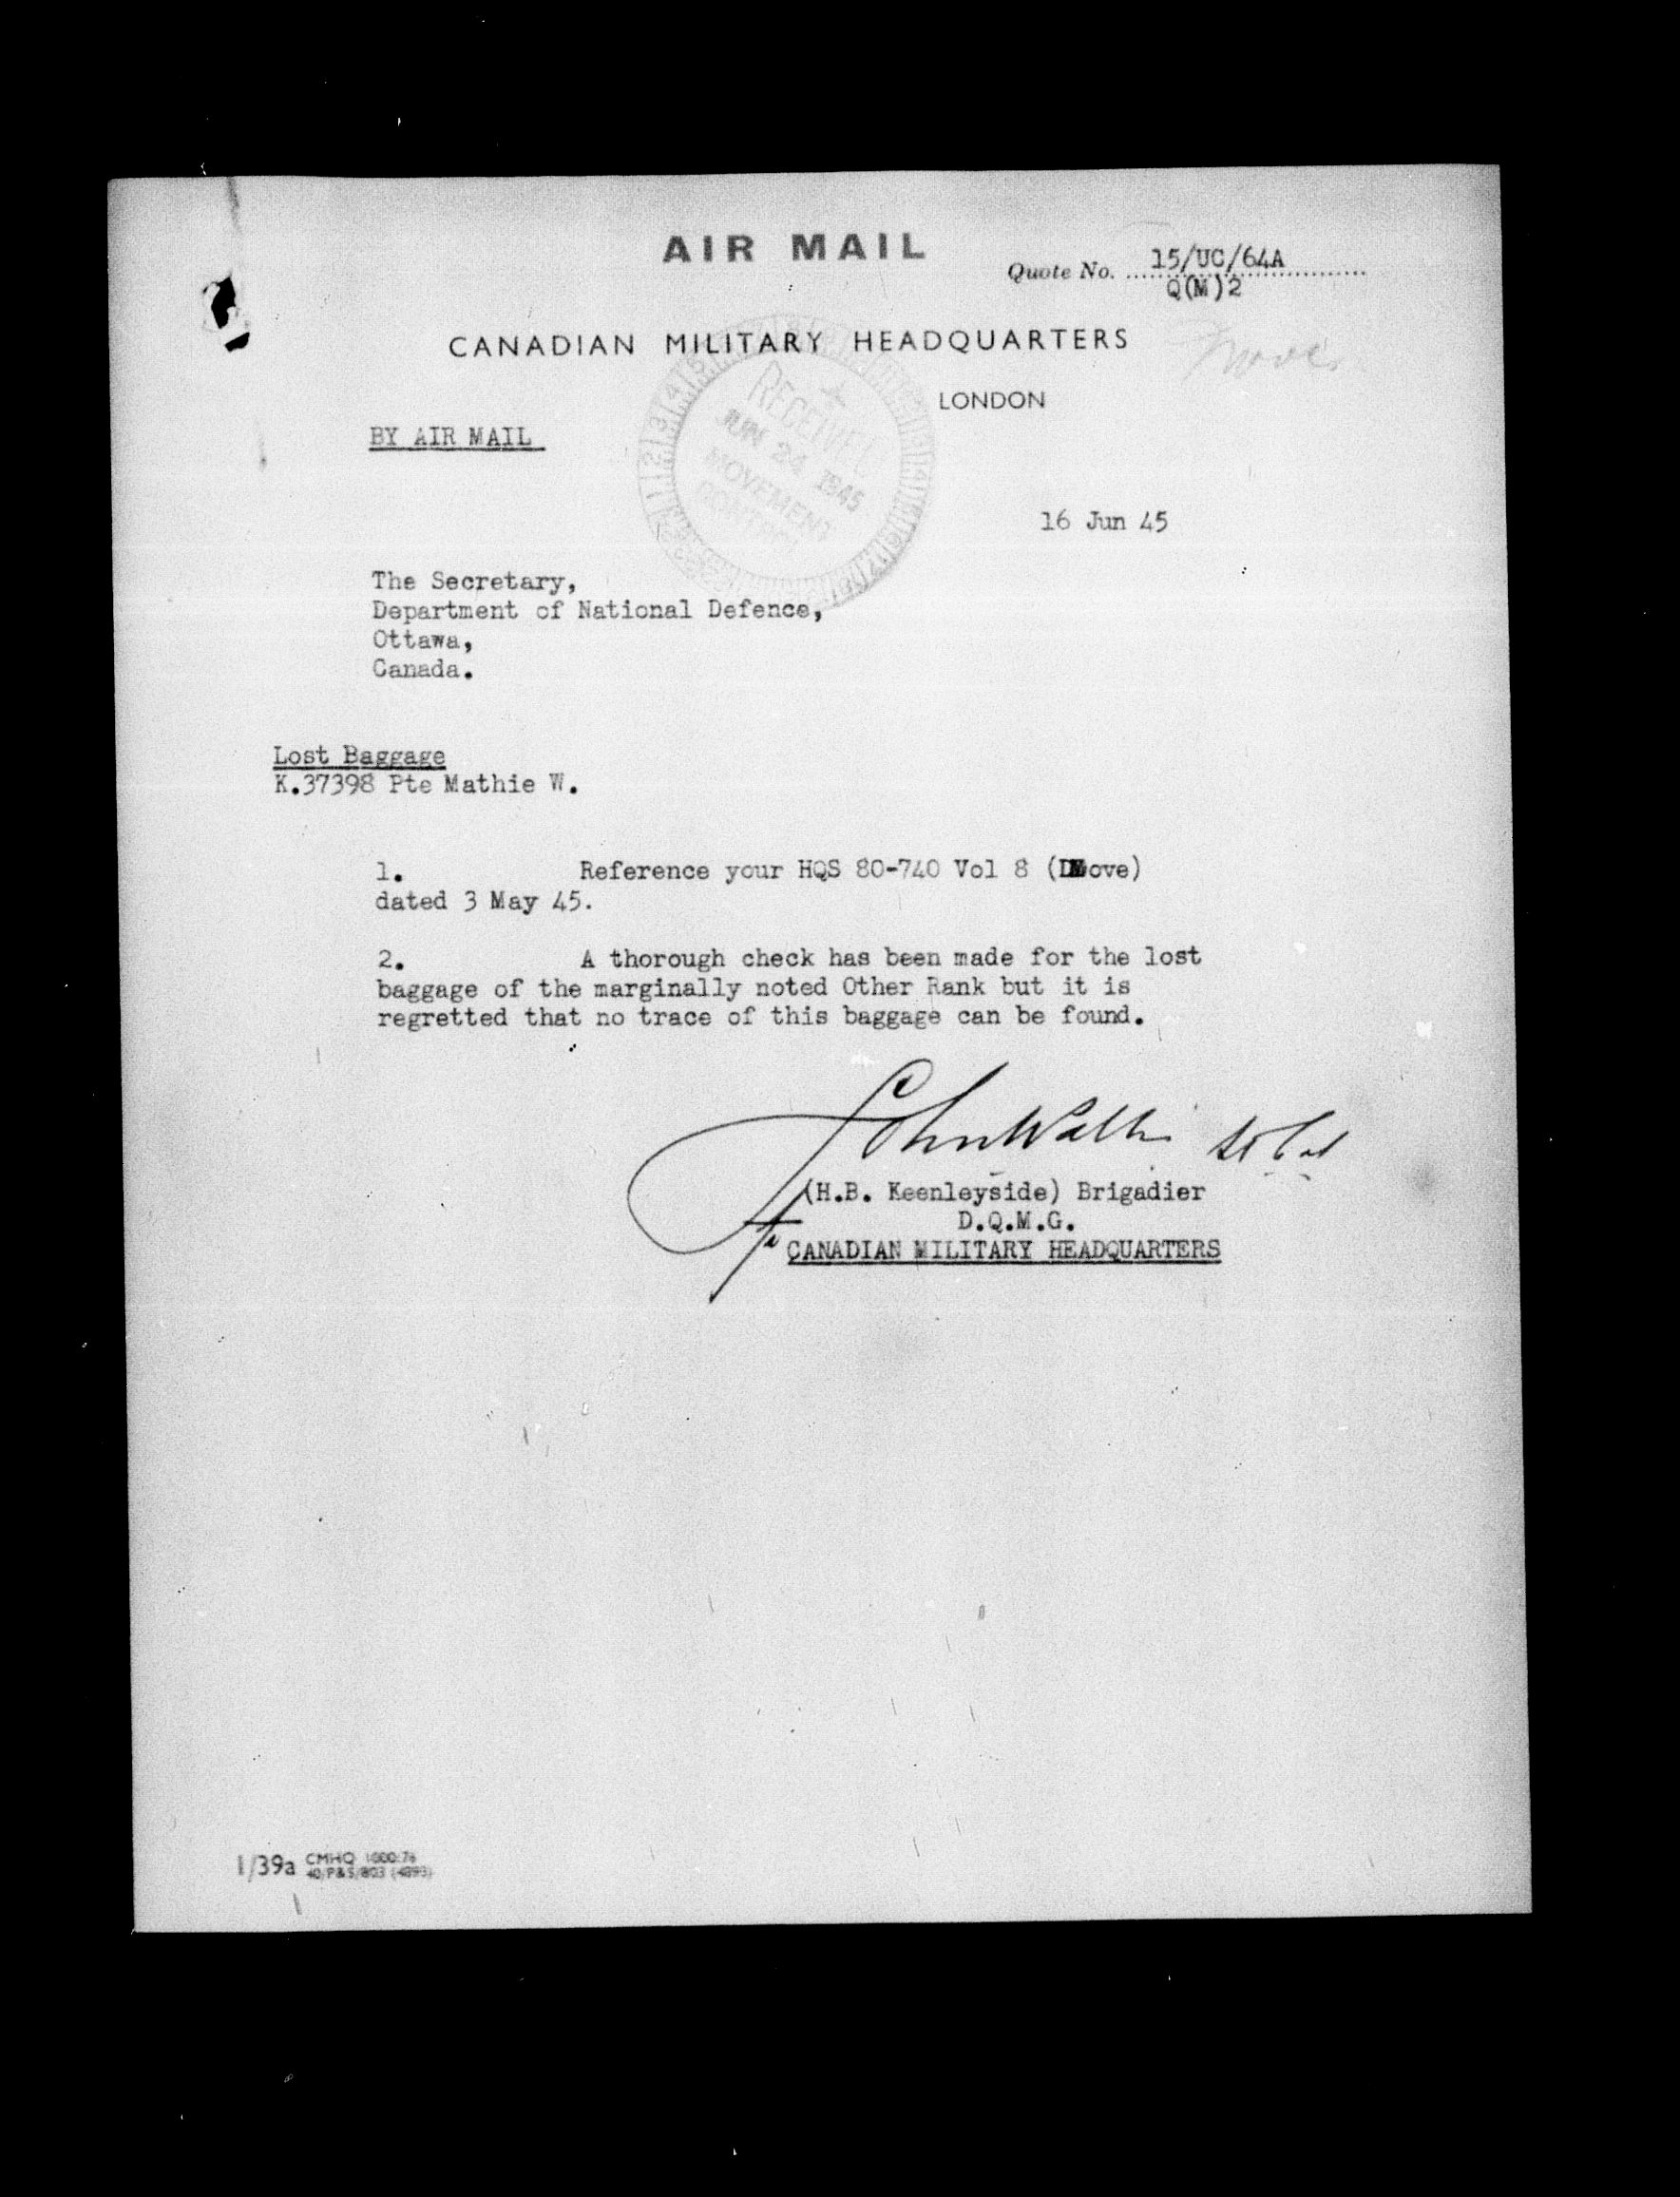 AIR MAIL
Quote No. 15/UC/64A
Q(M)2
CANADIAN MILITARY HEADQUARTERS
LONDON
BY AIR MAIL
RECEIVED
JUN 24 1945
MOVEMENT
CONTROL
16 Jun 45
The Secretary,
Department of National Defence,
Ottawa,
Canada.
Lost Baggage
K.37398 Pte Mathie W.
1. Reference your HQS 80-740 Vol 8 (DMove)
dated 3 May 45.
2. A thorough check has been made for the lost
baggage of the marginally noted Other Rank but it is
regretted that no trace of this baggage can be found.
(H.B. Keenleyside) Brigadier
D.Q.M.G.
CANADIAN MILITARY HEADQUARTERS
1/39a CMHQ